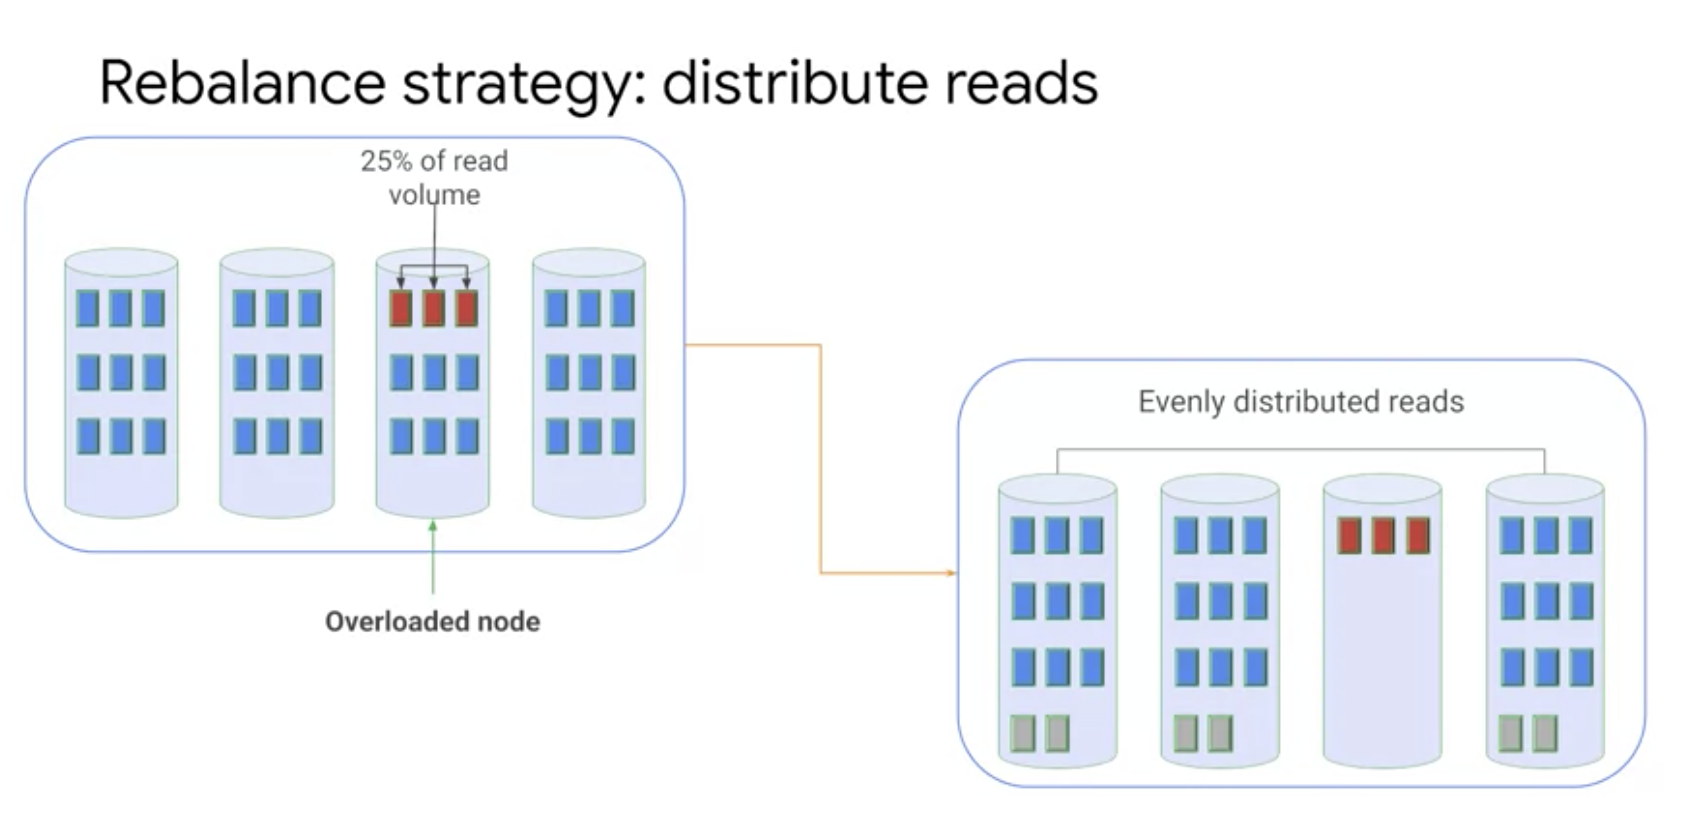 Rebalance strategy: distribute reads
25% of read
volume
Overloaded node
Evenly distributed reads